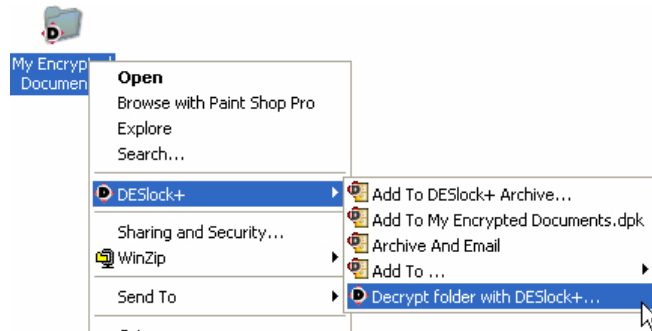 My Encrypted
Documen
Open
Browse with Paint Shop Pro
Explore
Search...
DESlock+
Sharing and Security...
WinZip
Send To
Add To DESlock+ Archive...
Add To My Encrypted Documents.dpk
Archive And Email
Add To ...
Decrypt folder with DESlock+...